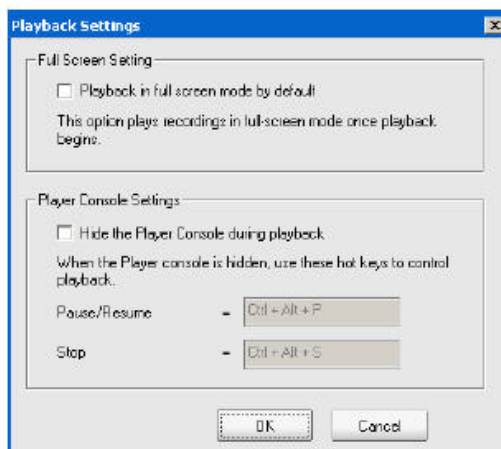 Playback Settings
Full Screen Setting
Playback in full screen mode by default
This option plays recordings in full-screen mode once playback
begins.
Player Console Settings
Hide the Player Console during playback
When the Player console is hidden, use these hot keys to control
playback.
Pause/Resume = Ctrl + Alt + P
Stop = Ctrl + Alt + S
OK Cancel